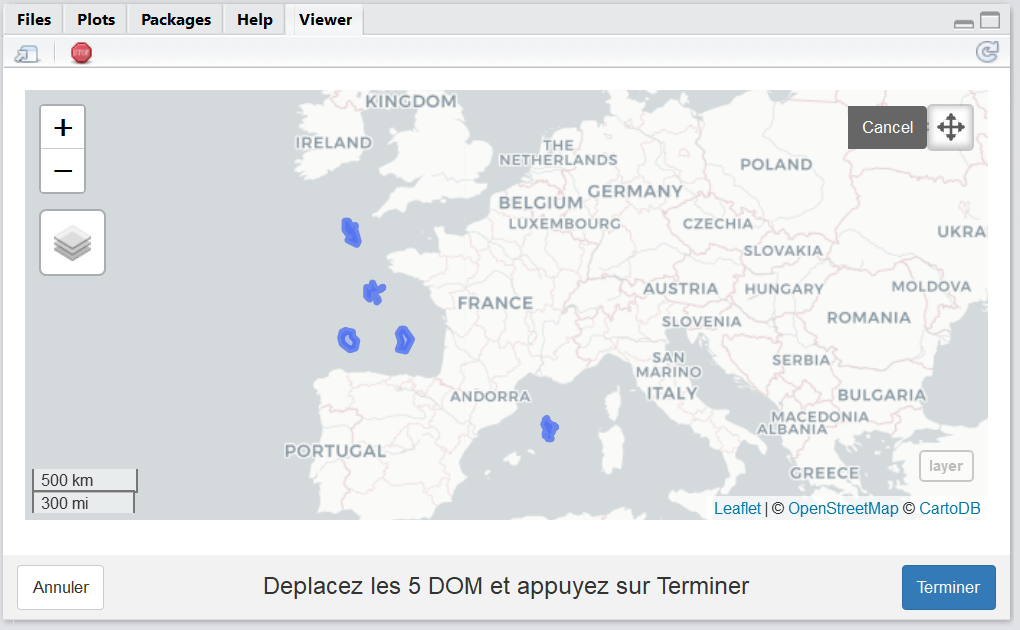 Files Plots Packages Help Viewer
STOP
KINGDOM
IRELAND
+
−
Cancel
THE
NETHERLANDS
POLAND
GERMANY
BELGIUM
LUXEMBOURG
CZECHIA
UKRA
SLOVAKIA
AUSTRIA
HUNGARY
MOLDOVA
FRANCE
SLOVENIA
ROMANIA
SAN
MARINO
SERBIA
ITALY
ANDORRA
BULGARIA
MACEDONIA
ALBANIA
PORTUGAL
GREECE
layer
500 km
300 mi
Leaflet | © OpenStreetMap © CartoDB
Annuler
Deplacez les 5 DOM et appuyez sur Terminer
Terminer